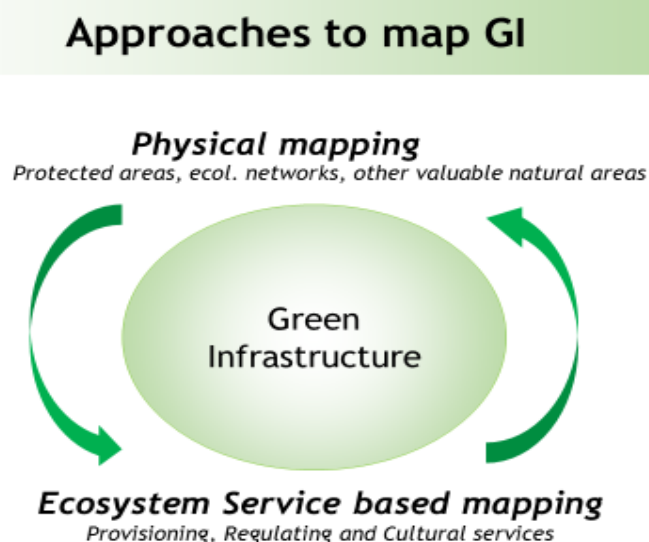 Approaches to map GI
Physical mapping
Protected areas, ecol. networks, other valuable natural areas
Green
Infrastructure
Ecosystem Service based mapping
Provisioning, Regulating and Cultural services